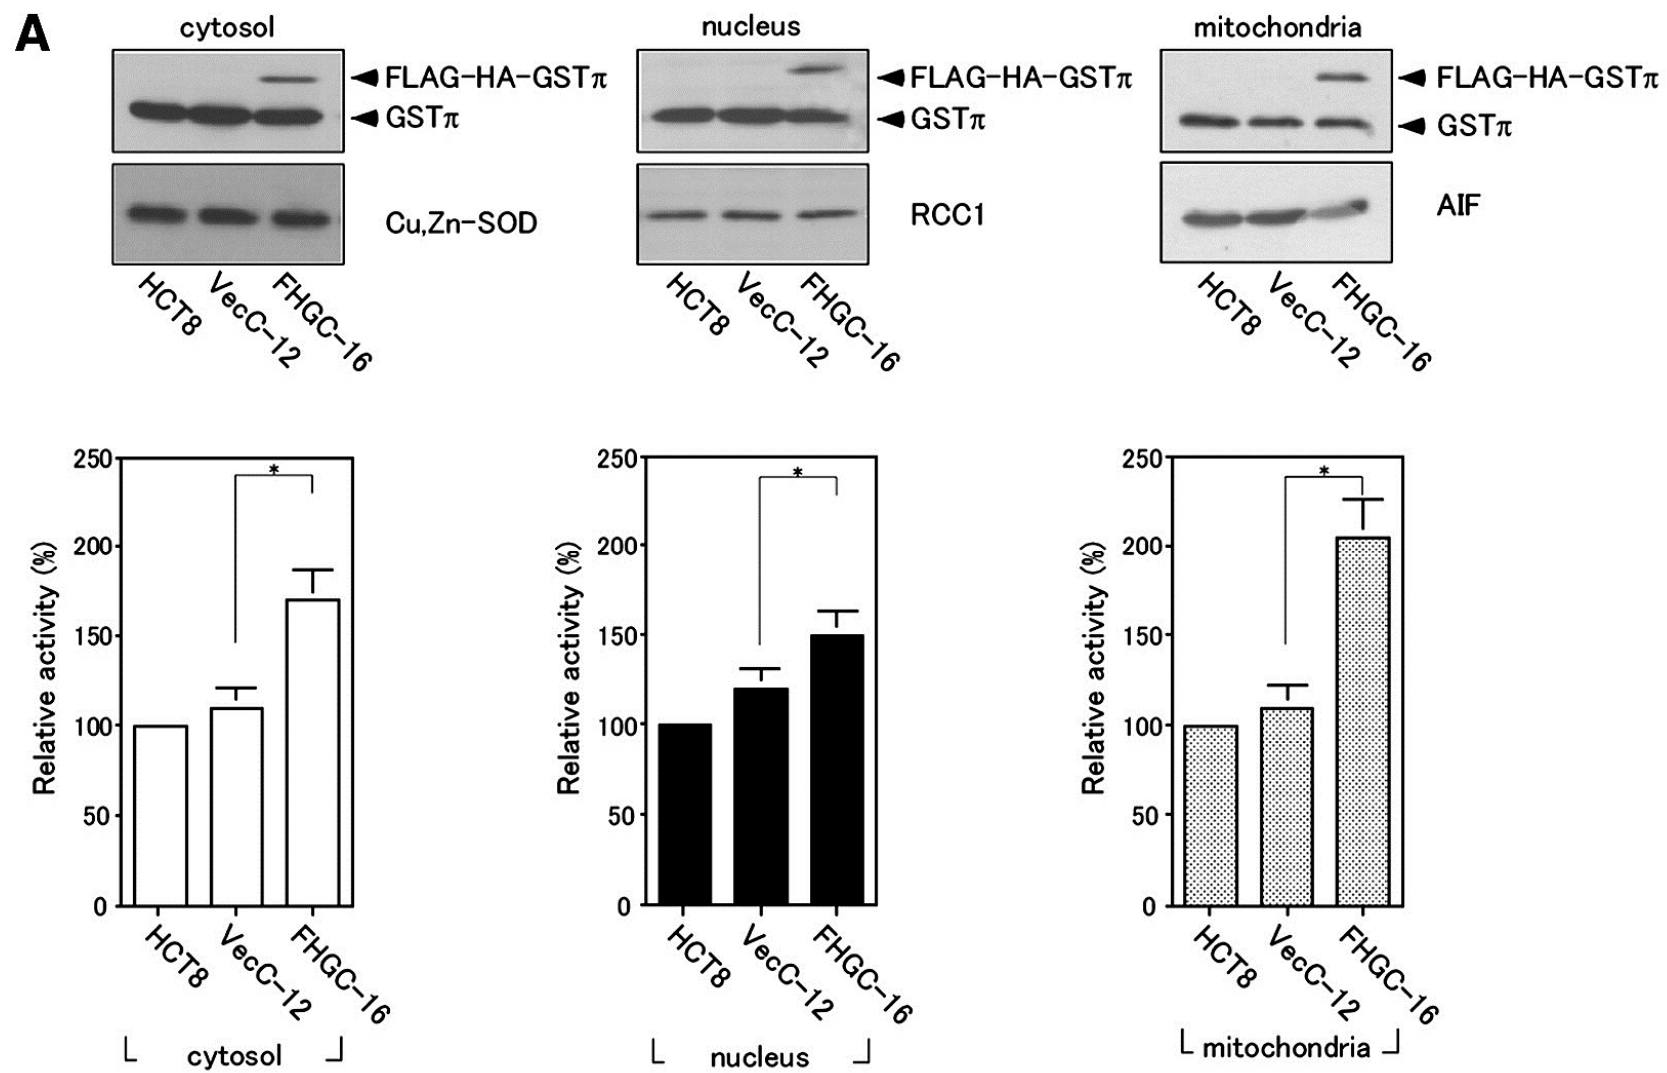 A
cytosol
FLAG-HA-GSTπ
GSTπ
Cu,Zn-SOD
HCT8
VecC-12
FHGC-16
nucleus
FLAG-HA-GSTπ
GSTπ
RCC1
HCT8
VecC-12
FHGC-16
mitochondria
FLAG-HA-GSTπ
GSTπ
AIF
HCT8
VecC-12
FHGC-16
Relative activity (%)
250
200
150
100
50
0
*
HCT8
VecC-12
FHGC-16
cytosol
Relative activity (%)
250
200
150
100
50
0
*
HCT8
VecC-12
FHGC-16
nucleus
Relative activity (%)
250
200
150
100
50
0
*
HCT8
VecC-12
FHGC-16
mitochondria